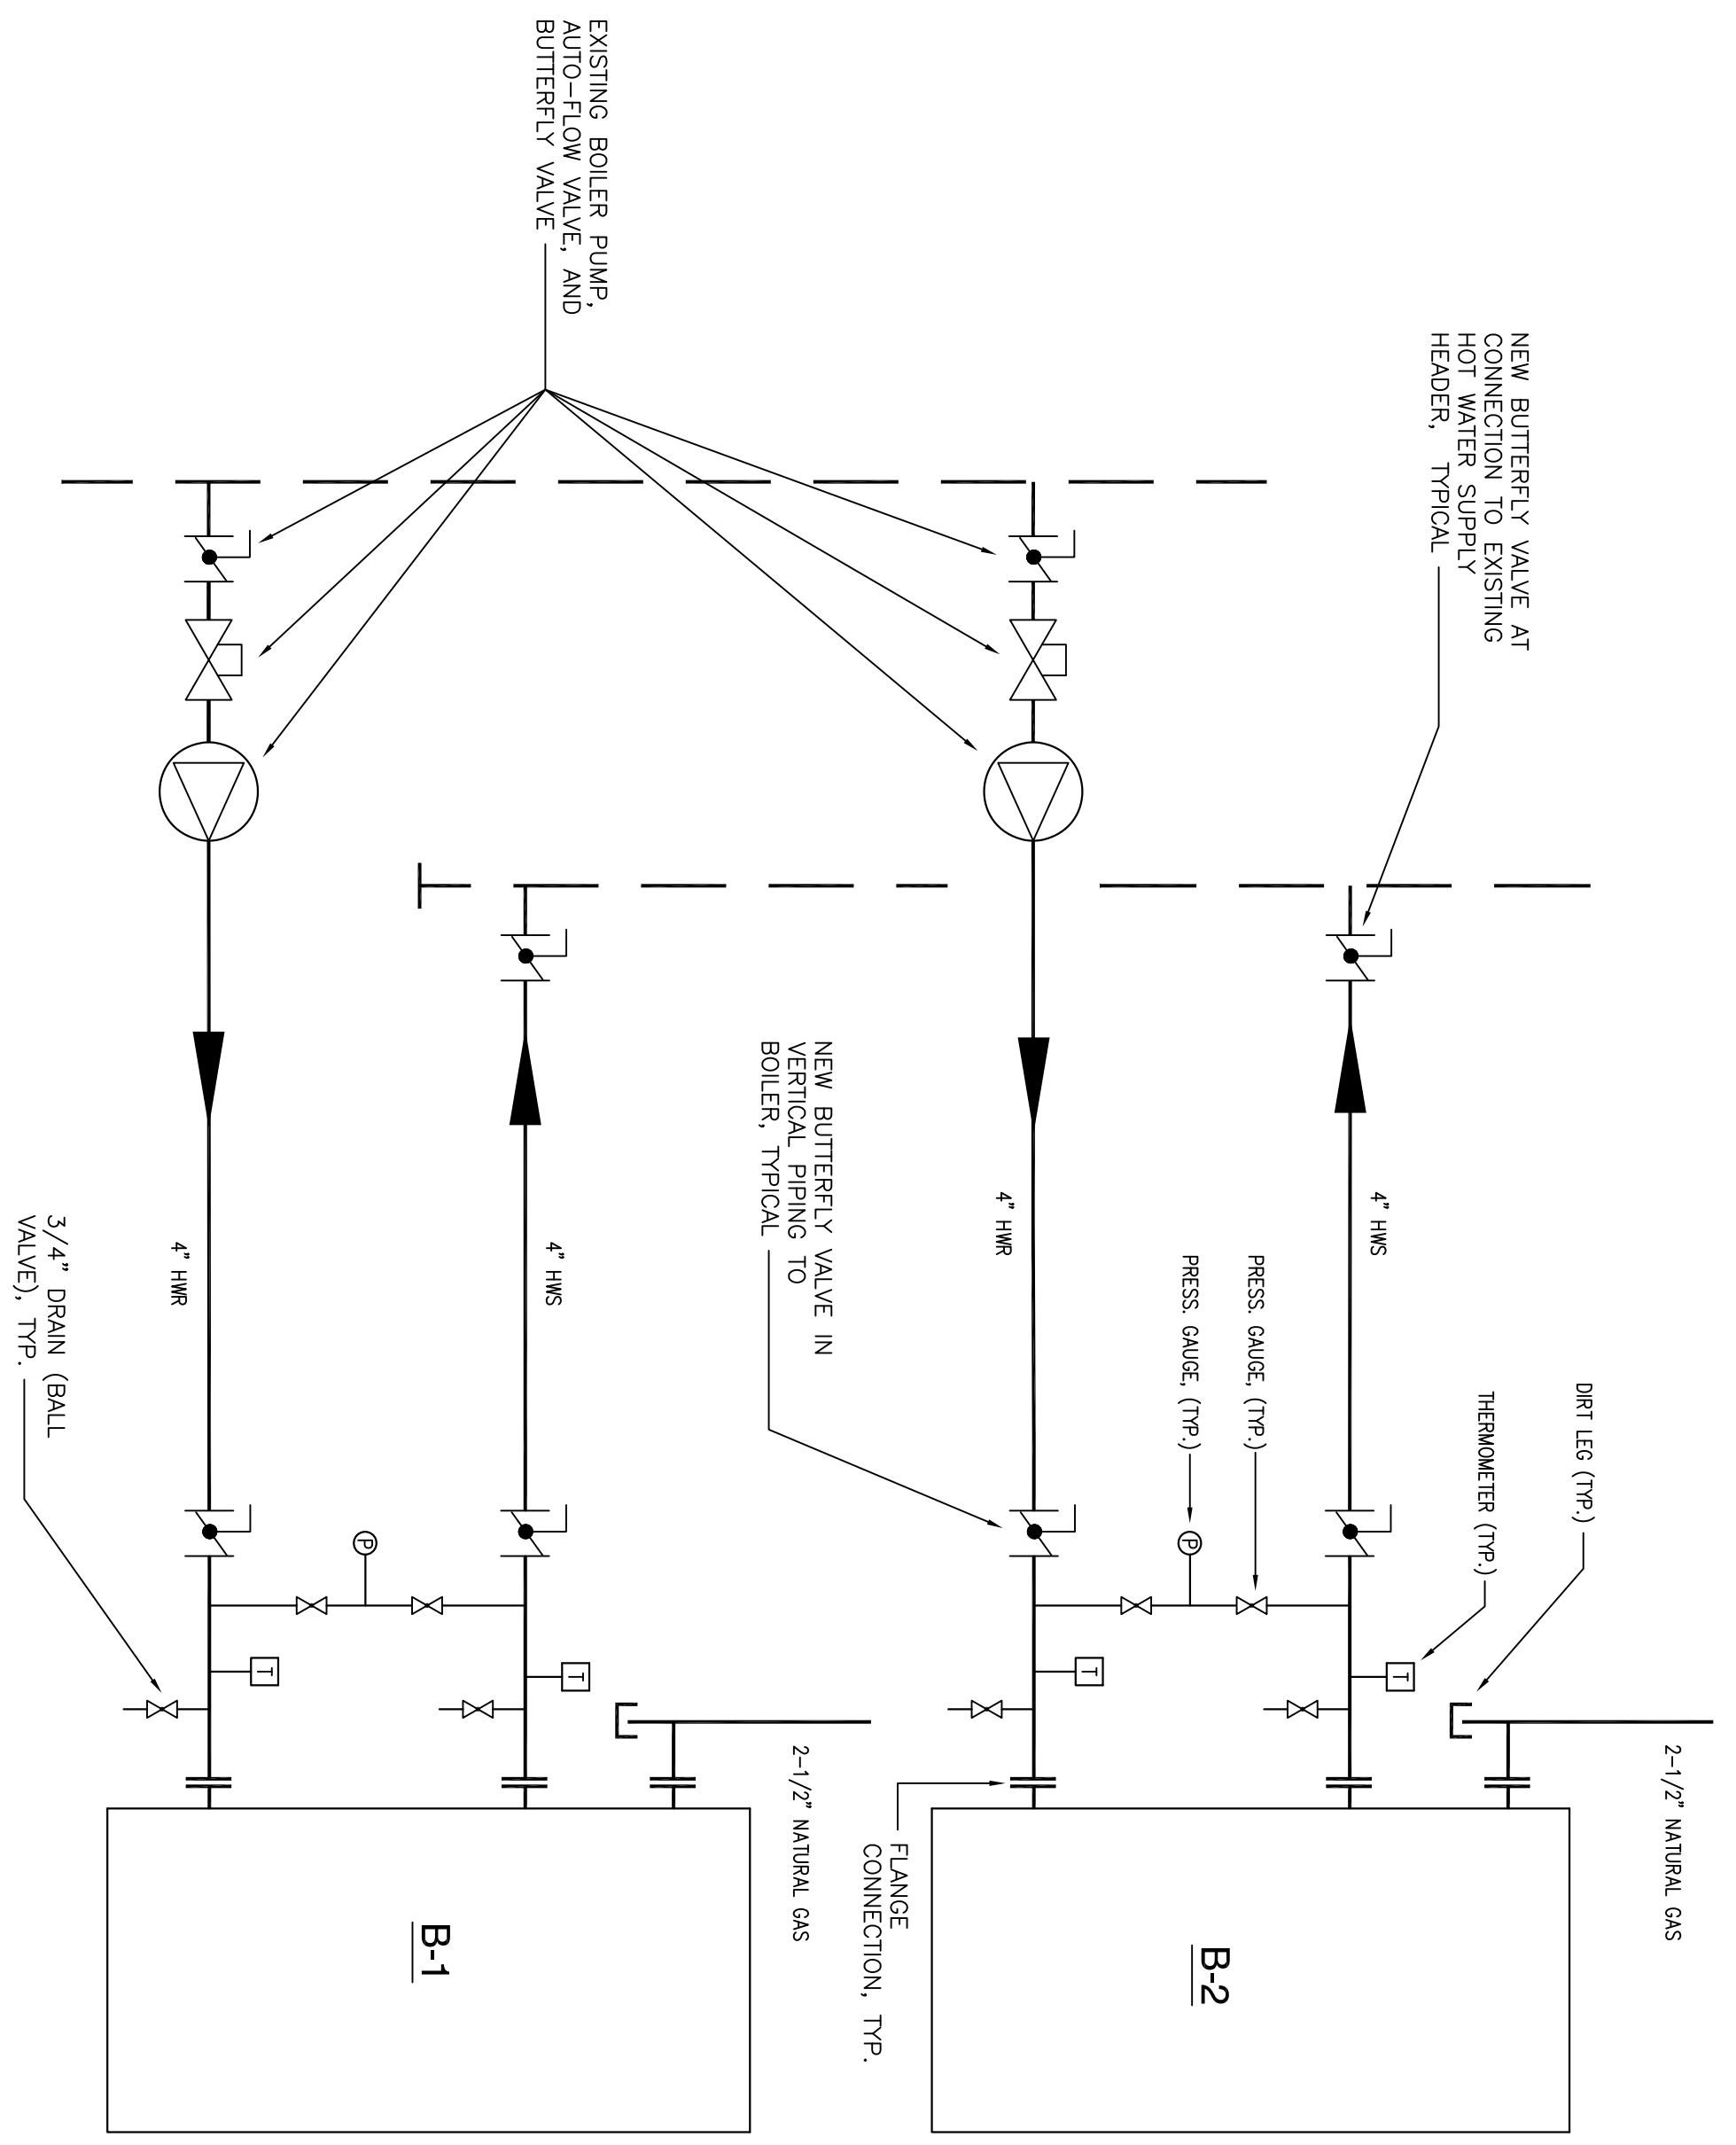 NEW BUTTERFLY VALVE AT
CONNECTION TO EXISTING
HOT WATER SUPPLY
HEADER, TYPICAL
EXISTING BOILER PUMP,
AUTO-FLOW VALVE, AND
BUTTERFLY VALVE
DIRT LEG (TYP.)
THERMOMETER (TYP.)
2-1/2" NATURAL GAS
4" HWS
PRESS. GAUGE, (TYP.)
PRESS. GAUGE, (TYP.)
4" HWR
T
P
T
B-2
NEW BUTTERFLY VALVE IN
VERTICAL PIPING TO
BOILER, TYPICAL
FLANGE
CONNECTION, TYP.
2-1/2" NATURAL GAS
4" HWS
T
P
T
4" HWR
B-1
3/4" DRAIN (BALL
VALVE), TYP.